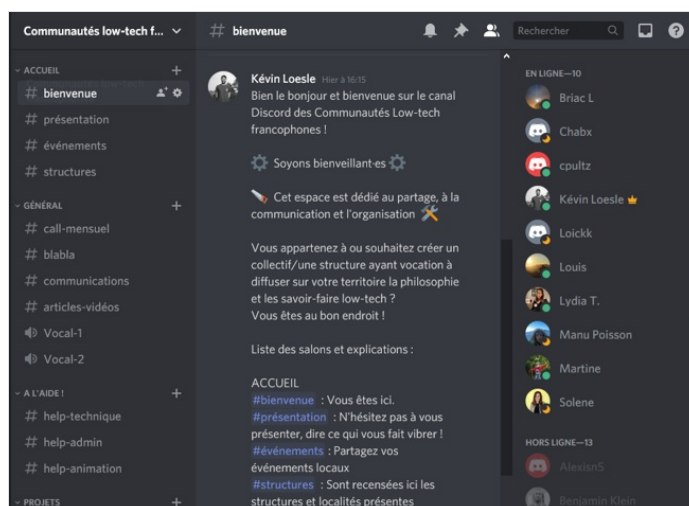 Communautés low-tech f...
ACCUEIL
# bienvenue
# présentation
# événements
# structures
GÉNÉRAL
# call-mensuel
# blabla
# communications
# articles-vidéos
Vocal-1
Vocal-2
A L'AIDE !
# help-technique
# help-admin
# help-animation
PROJETS
# bienvenue
Rechercher
Kévin Loesle Hier à 16:15
Bien le bonjour et bienvenue sur le canal
Discord des Communautés Low-tech
francophones !
Soyons bienveillant·es
Cet espace est dédié au partage, à la
communication et l'organisation
Vous appartenez à ou souhaitez créer un
collectif/une structure ayant vocation à
diffuser sur votre territoire la philosophie
et les savoir-faire low-tech ?
Vous êtes au bon endroit !
Liste des salons et explications :
ACCUEIL
#bienvenue : Vous êtes ici.
#présentation : N'hésitez pas à vous
présenter, dire ce qui vous fait vibrer !
#événements : Partagez vos
événements locaux
#structures : Sont recensées ici les
structures et localités présentes
EN LIGNE—10
Briac L
Chabx
cpultz
Kévin Loesle
Loickk
Louis
Lydia T.
Manu Poisson
Martine
Solene
HORS LIGNE—13
Alexisn5
Benjamin Klein